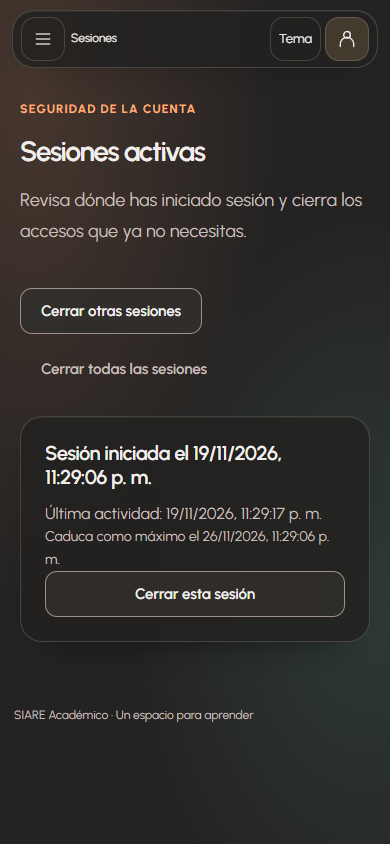 Sesiones
Tema
SEGURIDAD DE LA CUENTA
Sesiones activas
Revisa dónde has iniciado sesión y cierra los
accesos que ya no necesitas.
Cerrar otras sesiones
Cerrar todas las sesiones
Sesión iniciada el 19/11/2026,
11:29:06 p. m.
Última actividad: 19/11/2026, 11:29:17 p. m.
Caduca como máximo el 26/11/2026, 11:29:06 p.
m.
Cerrar esta sesión
SIARE Académico · Un espacio para aprender